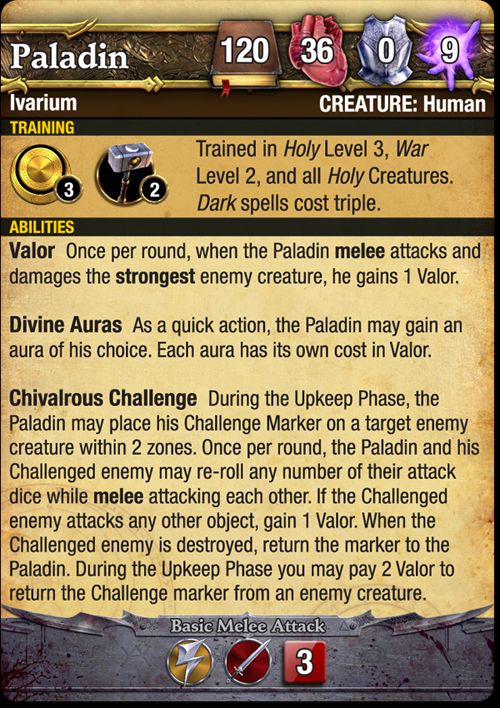 Paladin 120 36 0 9
Ivarium CREATURE: Human
TRAINING
3 2
Trained in Holy Level 3, War
Level 2, and all Holy Creatures.
Dark spells cost triple.
ABILITIES
Valor Once per round, when the Paladin melee attacks and
damages the strongest enemy creature, he gains 1 Valor.
Divine Auras As a quick action, the Paladin may gain an
aura of his choice. Each aura has its own cost in Valor.
Chivalrous Challenge During the Upkeep Phase, the
Paladin may place his Challenge Marker on a target enemy
creature within 2 zones. Once per round, the Paladin and his
Challenged enemy may re-roll any number of their attack
dice while melee attacking each other. If the Challenged
enemy attacks any other object, gain 1 Valor. When the
Challenged enemy is destroyed, return the marker to the
Paladin. During the Upkeep Phase you may pay 2 Valor to
return the Challenge marker from an enemy creature.
Basic Melee Attack
3